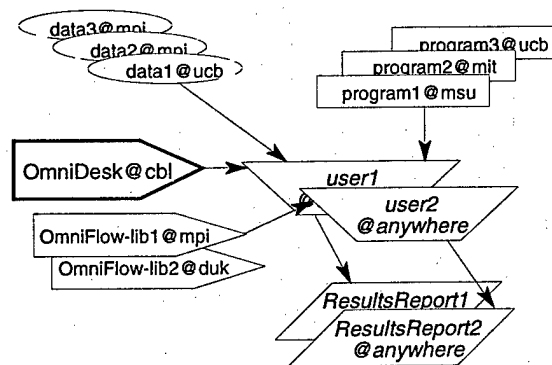 data3@mpi
data2@mpi
data1@ucb
program3@ucb
program2@mit
program1@msu
OmniDesk@cbl
user1
@
user2
@anywhere
OmniFlow-lib1@mpi
OmniFlow-lib2@duk
ResultsReport1
ResultsReport2
@anywhere